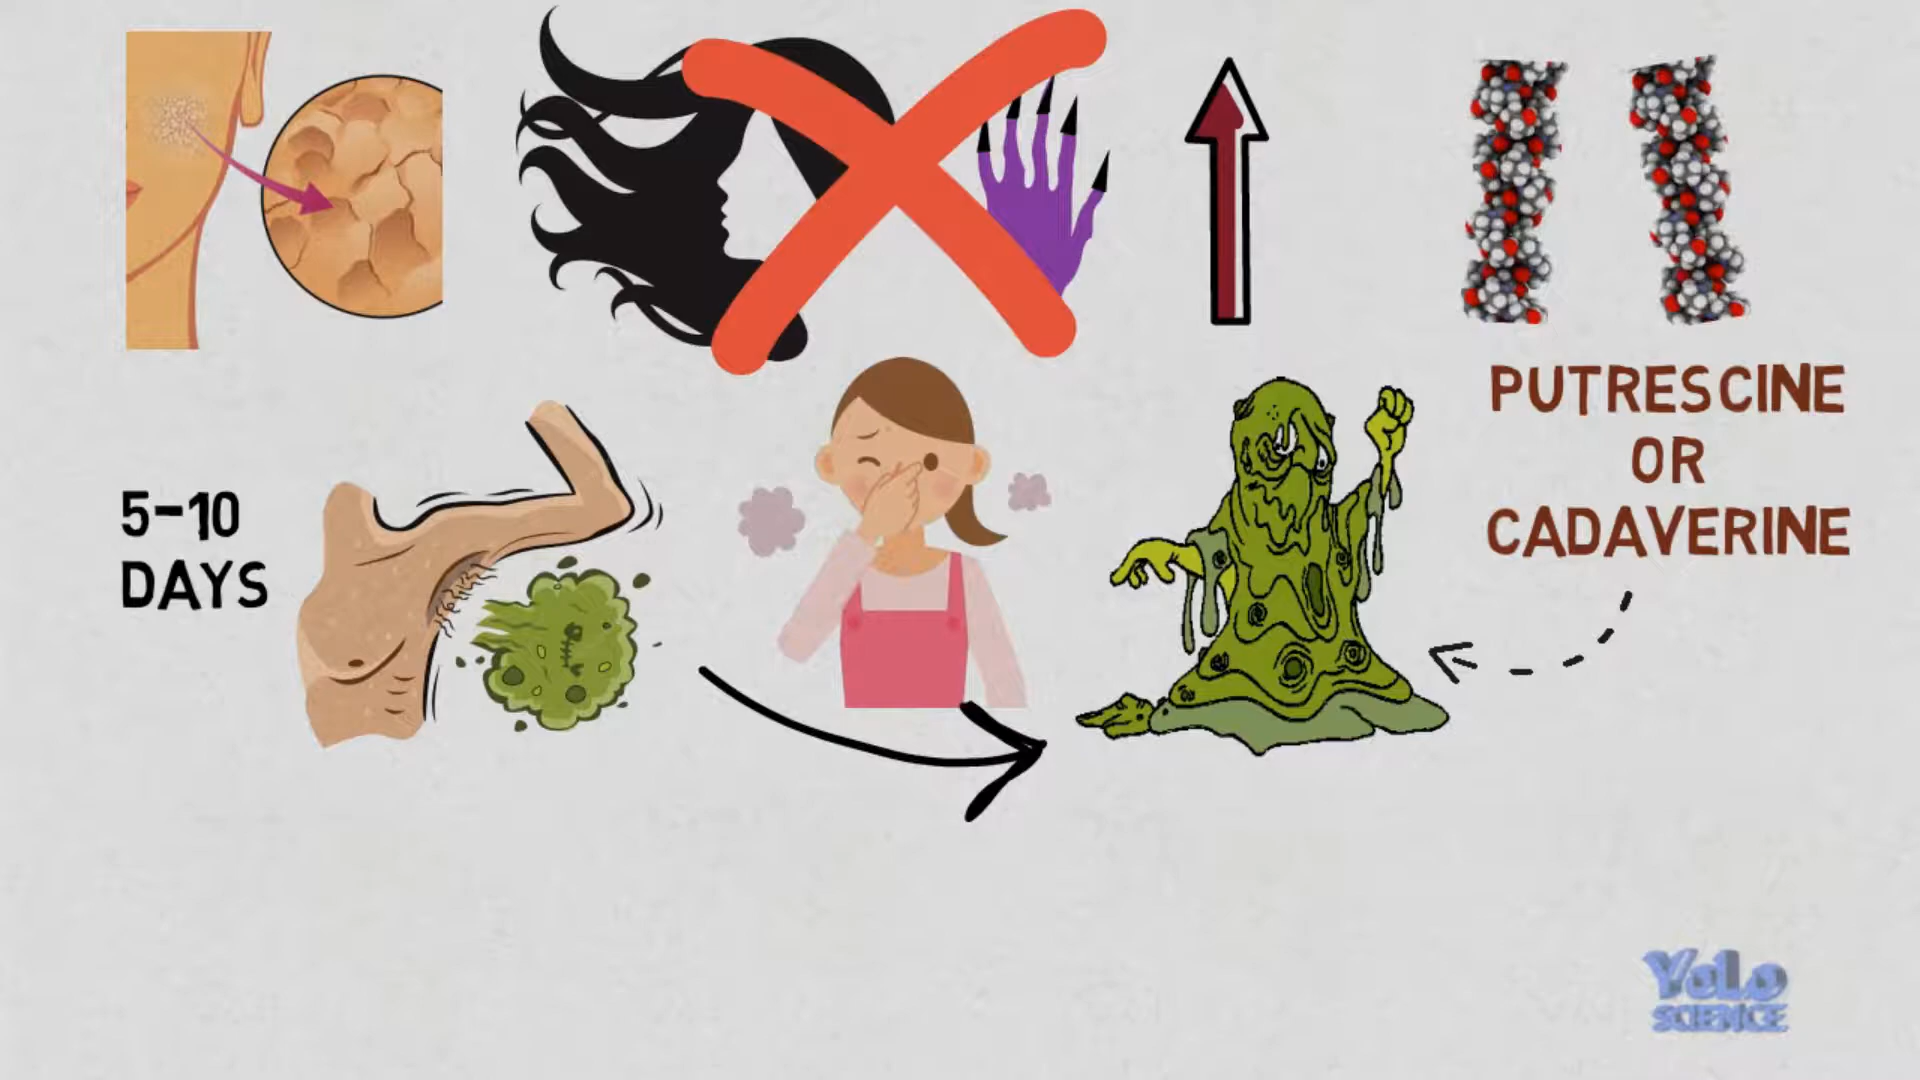 5-10
DAYS
PUTRESCINE
OR
CADAVERINE
YoLo
SCIENCE